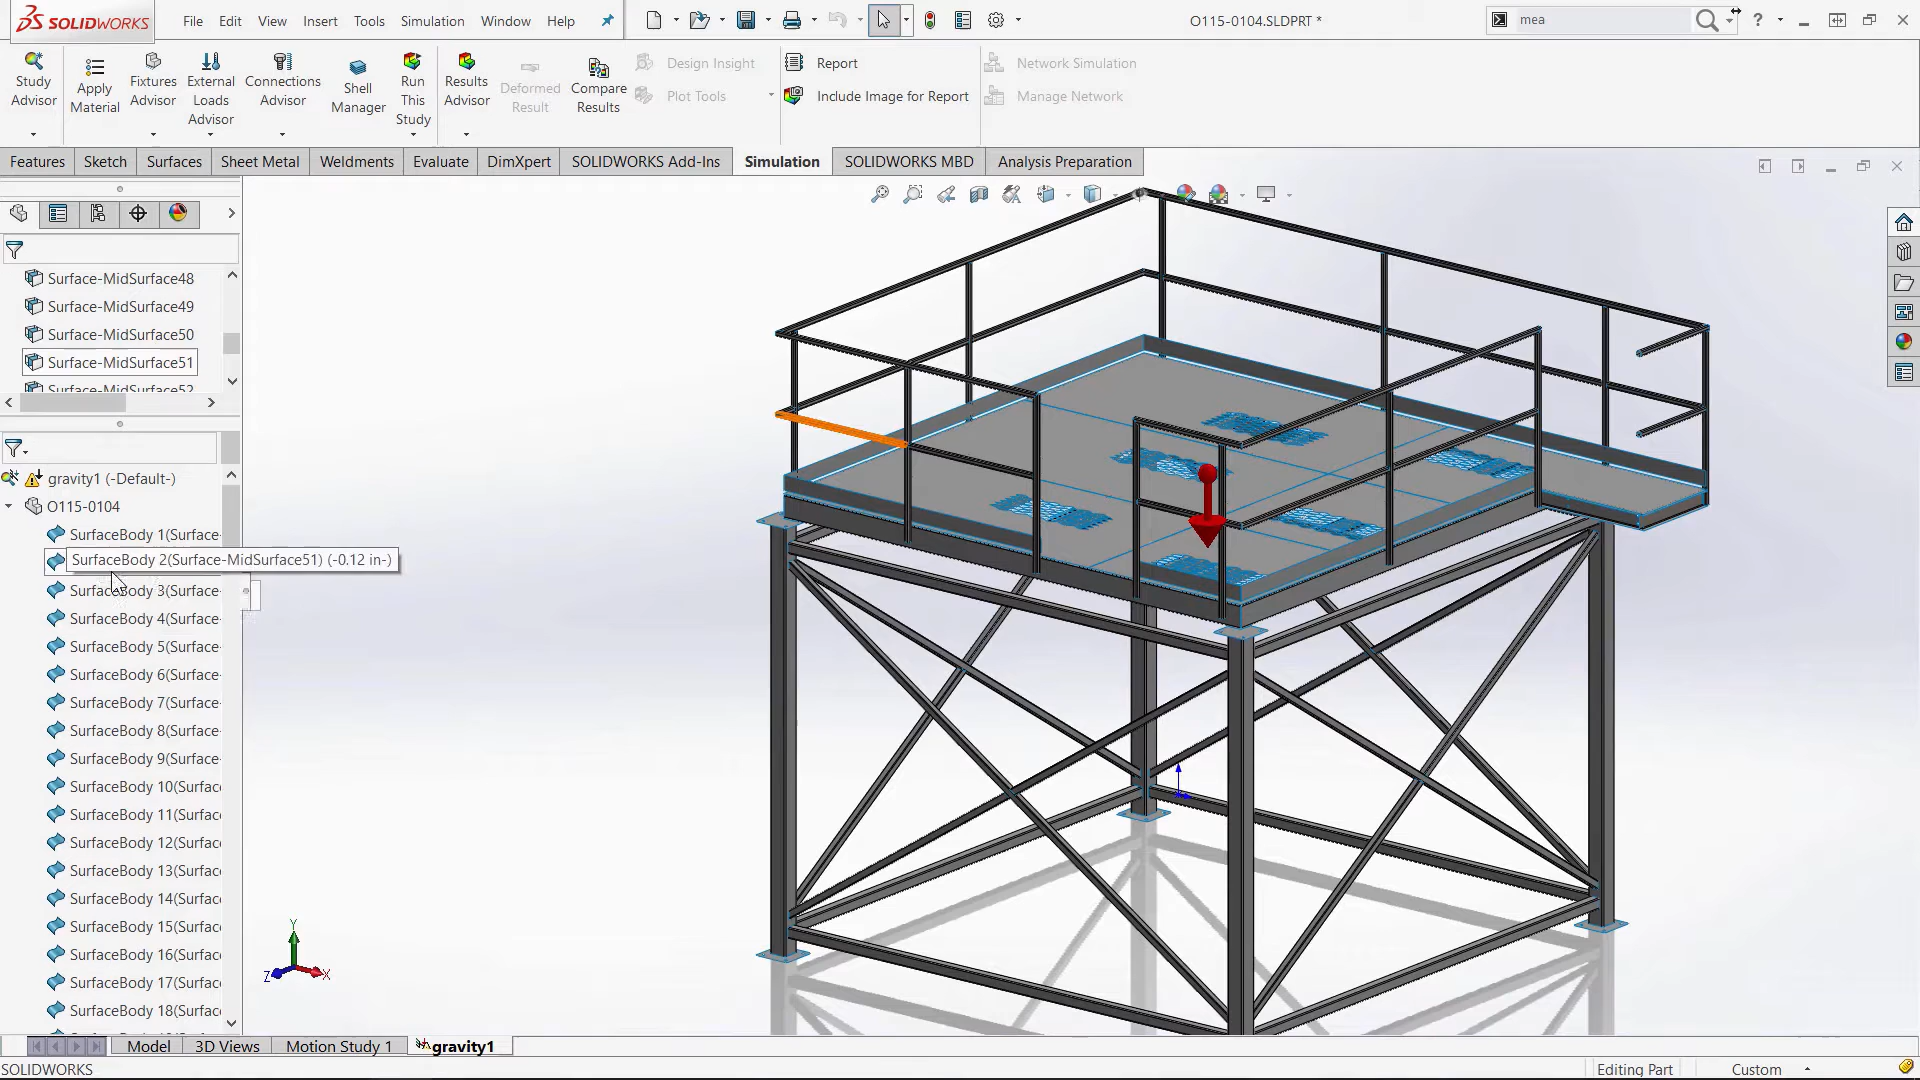 SOLIDWORKS
File Edit View Insert Tools Simulation Window Help
O115-0104.SLDPRT *
mea
Study Advisor
Apply Material
Fixtures Advisor
External Loads Advisor
Connections Advisor
Shell Manager
Run This Study
Results Advisor
Deformed Result
Compare Results
Design Insight
Plot Tools
Report
Include Image for Report
Network Simulation
Manage Network
Features Sketch Surfaces Sheet Metal Weldments Evaluate DimXpert SOLIDWORKS Add-Ins Simulation SOLIDWORKS MBD Analysis Preparation
Surface-MidSurface48
Surface-MidSurface49
Surface-MidSurface50
Surface-MidSurface51
Surface-MidSurface52
gravity1 (-Default-)
O115-0104
SurfaceBody 1(Surface-
SurfaceBody 2(Surface-MidSurface51) (-0.12 in-)
SurfaceBody 3(Surface-
SurfaceBody 4(Surface-
SurfaceBody 5(Surface-
SurfaceBody 6(Surface-
SurfaceBody 7(Surface-
SurfaceBody 8(Surface-
SurfaceBody 9(Surface-
SurfaceBody 10(Surfac
SurfaceBody 11(Surfac
SurfaceBody 12(Surfac
SurfaceBody 13(Surfac
SurfaceBody 14(Surfac
SurfaceBody 15(Surfac
SurfaceBody 16(Surfac
SurfaceBody 17(Surfac
SurfaceBody 18(Surfac
Y
Z
X
Model 3D Views Motion Study 1 gravity1
SOLIDWORKS
Editing Part Custom